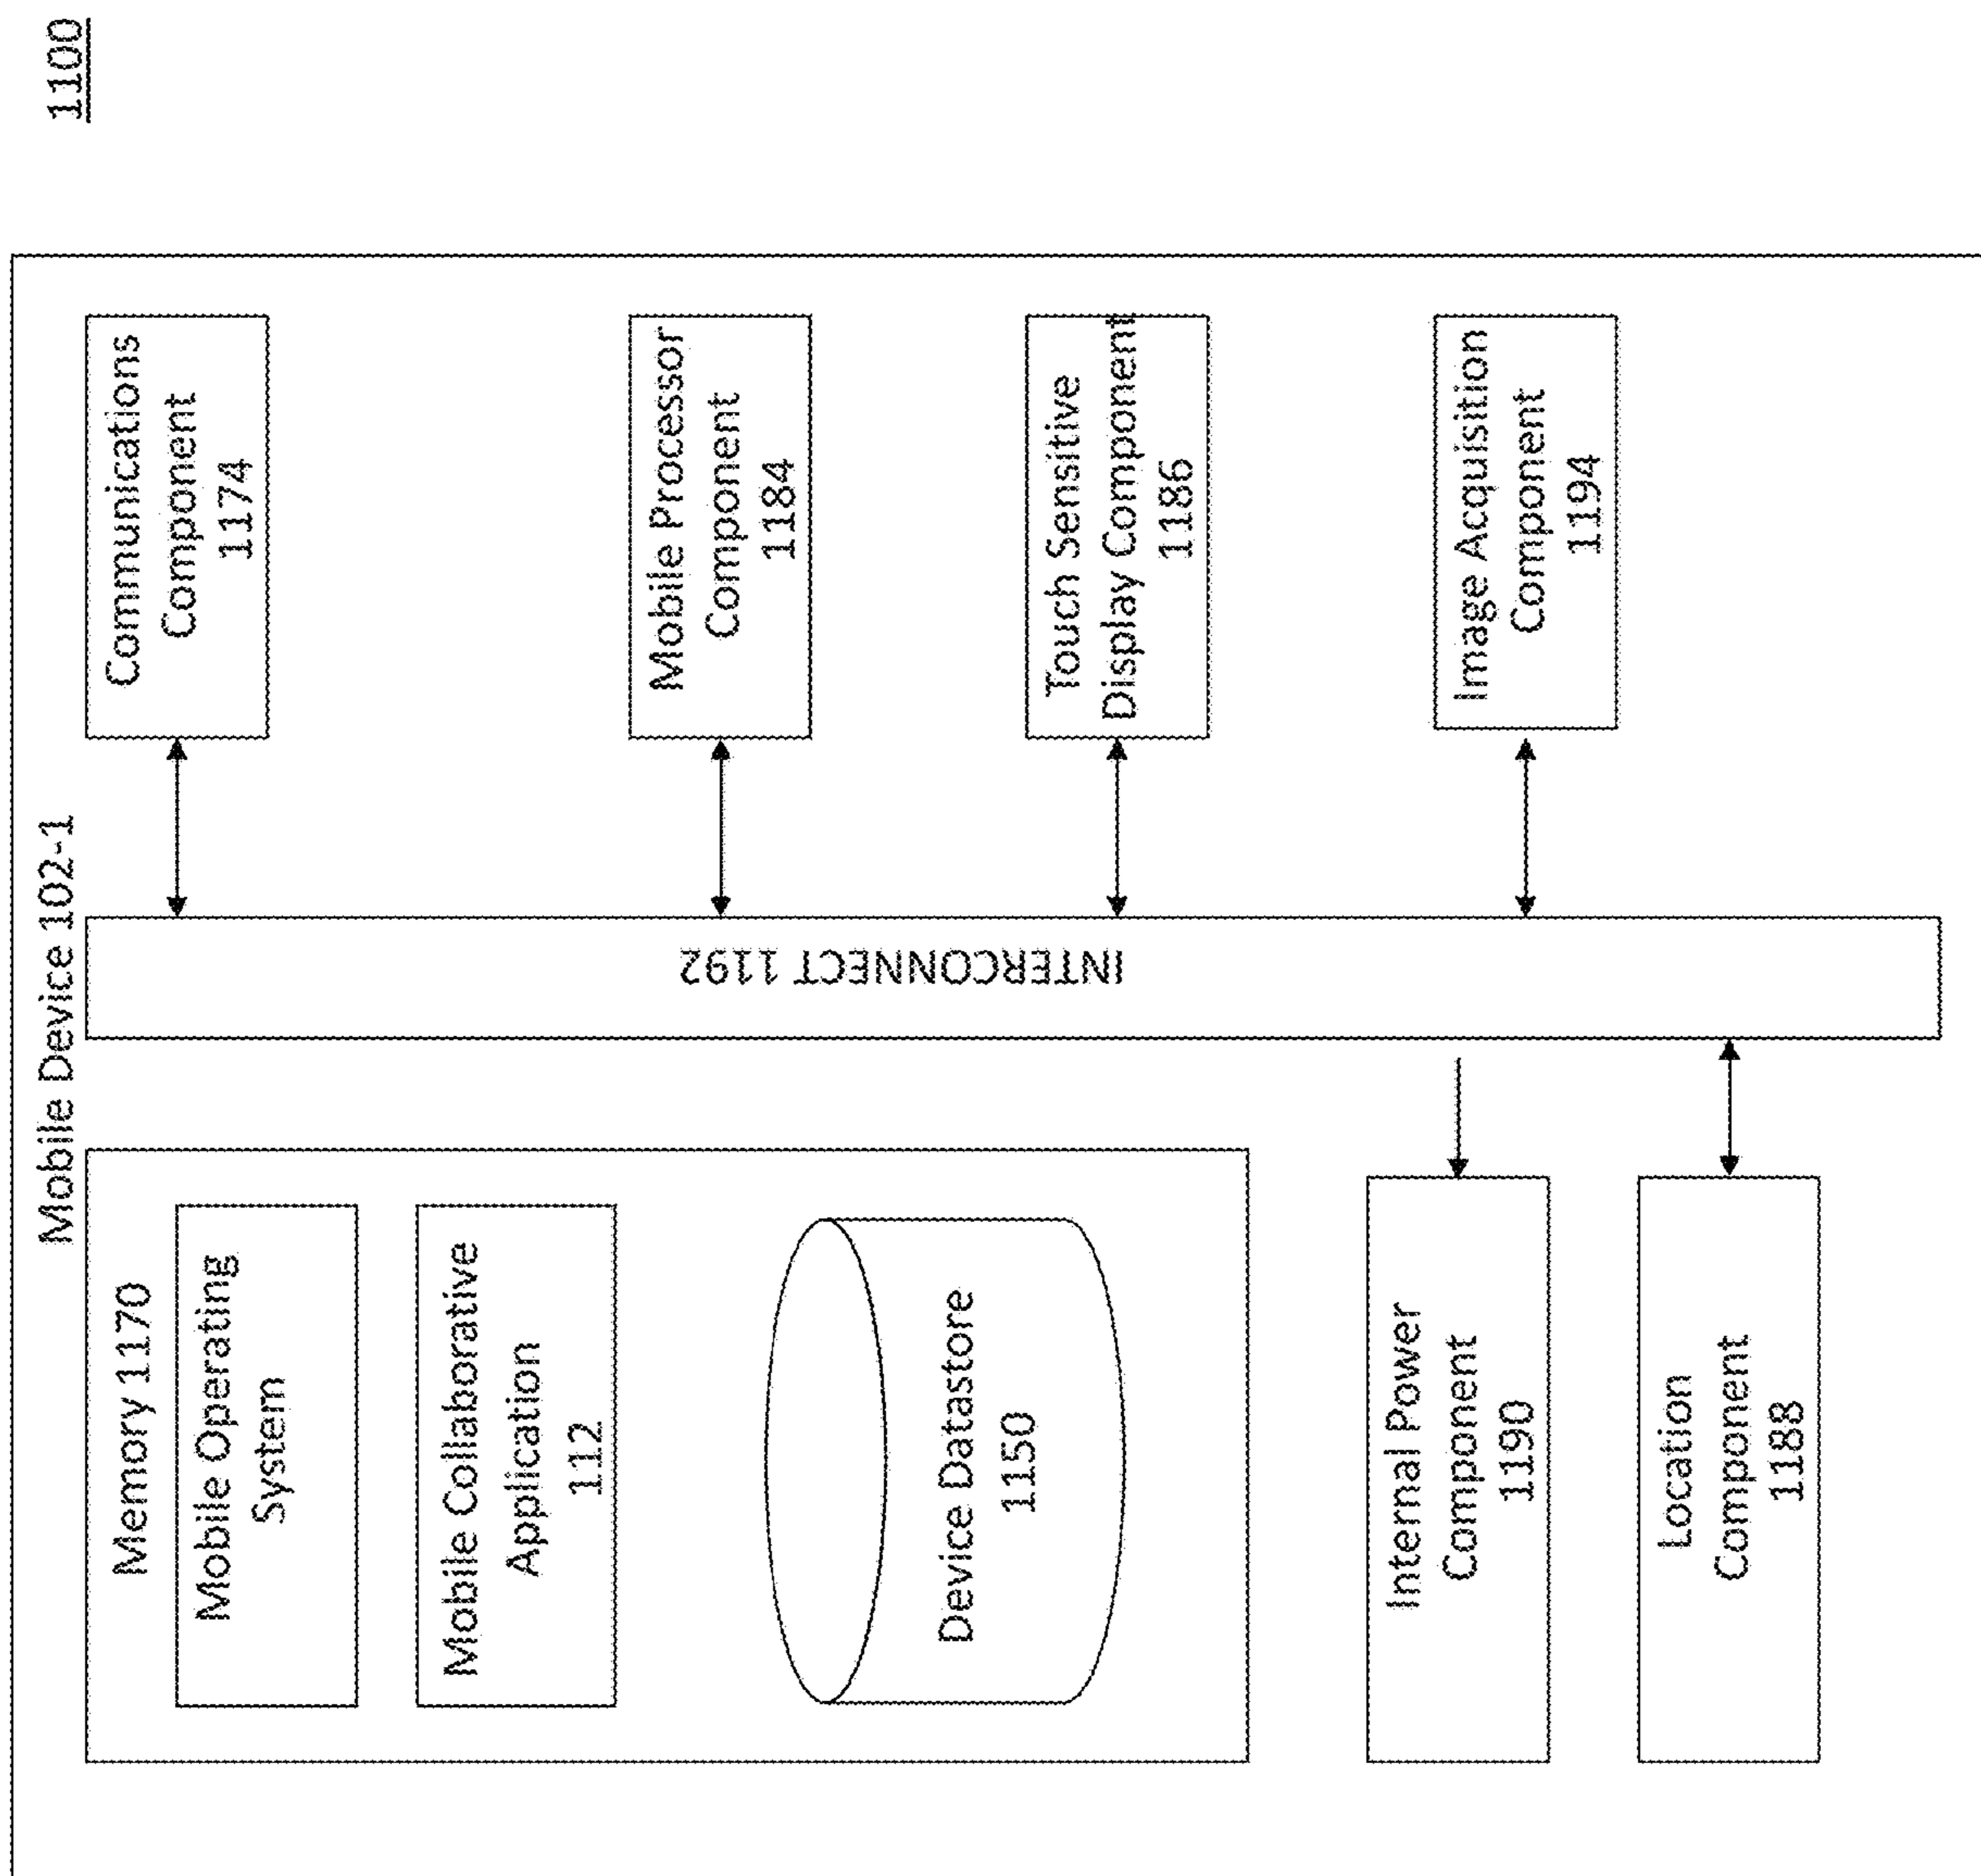 1100
Mobile Device 102-1
Memory 1170
Mobile Operating
System
Mobile Collaborative
Application
112
Device Datastore
1150
Internal Power
Component
1190
Location
Component
1188
INTERCONNECT 1192
Communications
Component
1174
Mobile Processor
Component
1184
Touch Sensitive
Display Component
1186
Image Acquisition
Component
1194